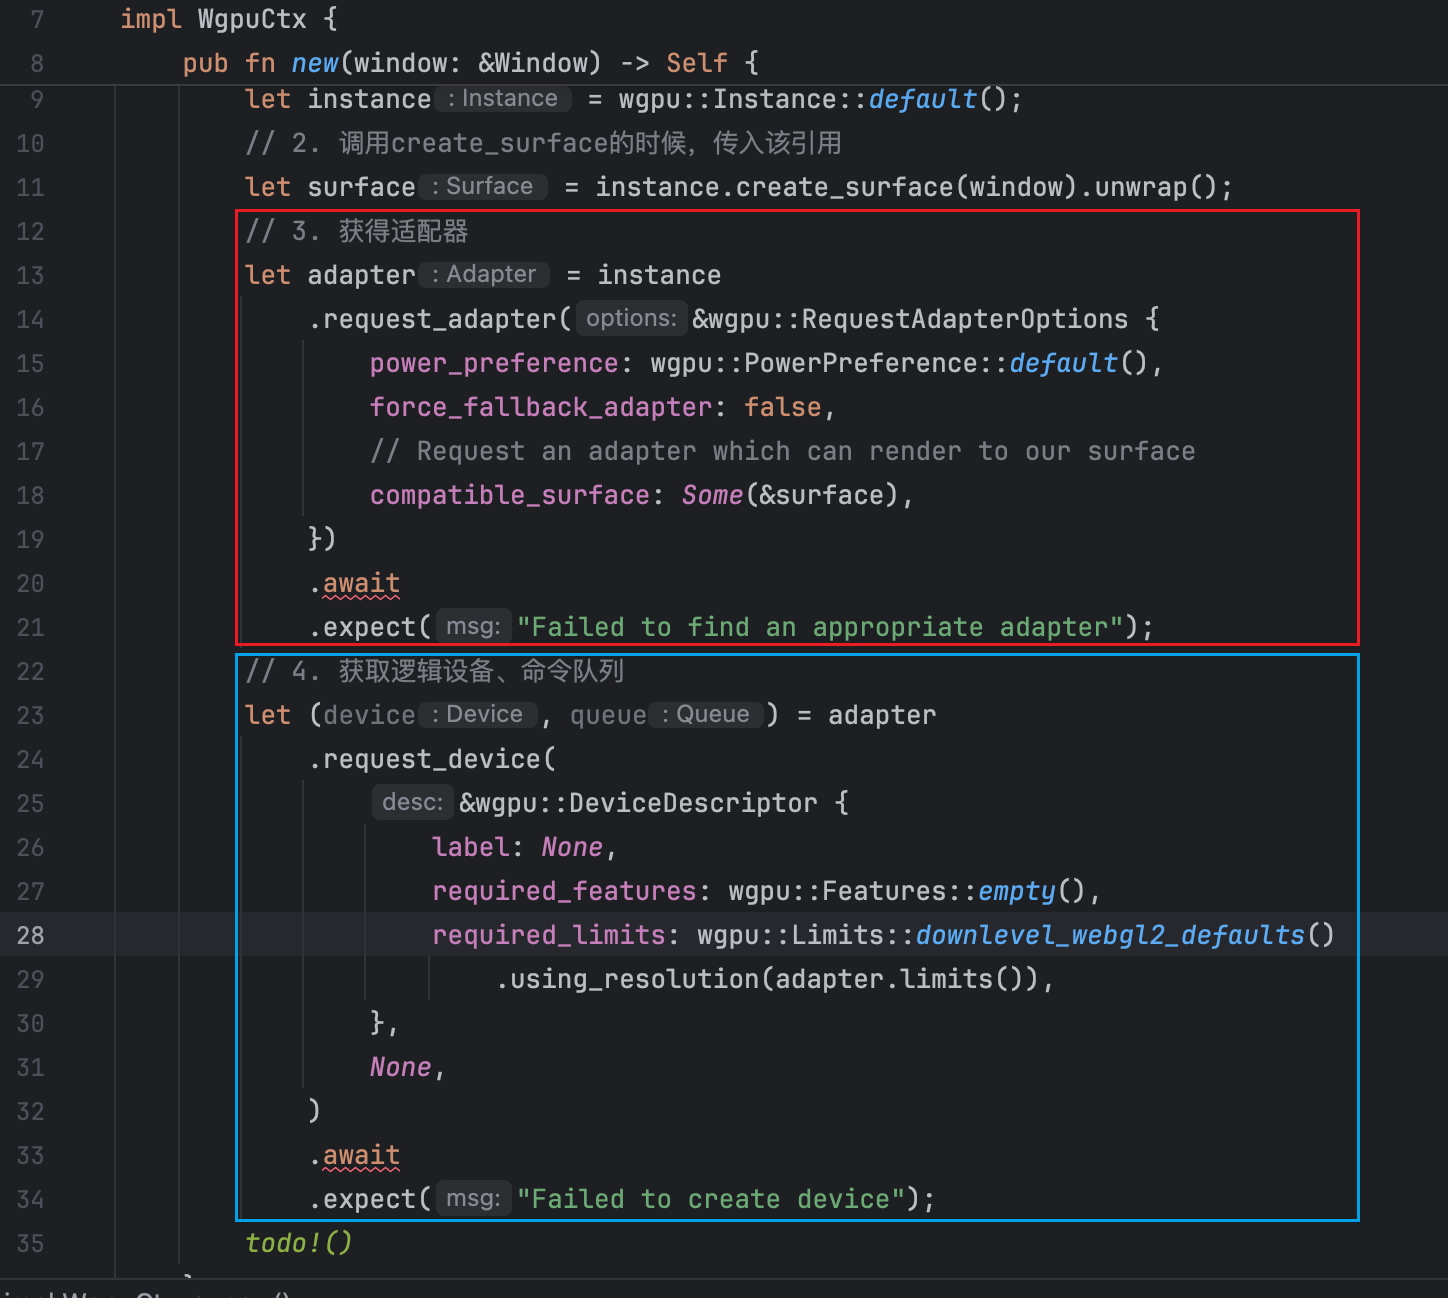 7 impl WgpuCtx {
8 pub fn new(window: &Window) -> Self {
9 let instance : Instance = wgpu::Instance::default();
10 // 2. 调用create_surface的时候，传入该引用
11 let surface : Surface = instance.create_surface(window).unwrap();
12 // 3. 获得适配器
13 let adapter : Adapter = instance
14 .request_adapter( options: &wgpu::RequestAdapterOptions {
15 power_preference: wgpu::PowerPreference::default(),
16 force_fallback_adapter: false,
17 // Request an adapter which can render to our surface
18 compatible_surface: Some(&surface),
19 })
20 .await
21 .expect( msg: "Failed to find an appropriate adapter");
22 // 4. 获取逻辑设备、命令队列
23 let (device : Device , queue : Queue ) = adapter
24 .request_device(
25 desc: &wgpu::DeviceDescriptor {
26 label: None,
27 required_features: wgpu::Features::empty(),
28 required_limits: wgpu::Limits::downlevel_webgl2_defaults()
29 .using_resolution(adapter.limits()),
30 },
31 None,
32 )
33 .await
34 .expect( msg: "Failed to create device");
35 todo!()